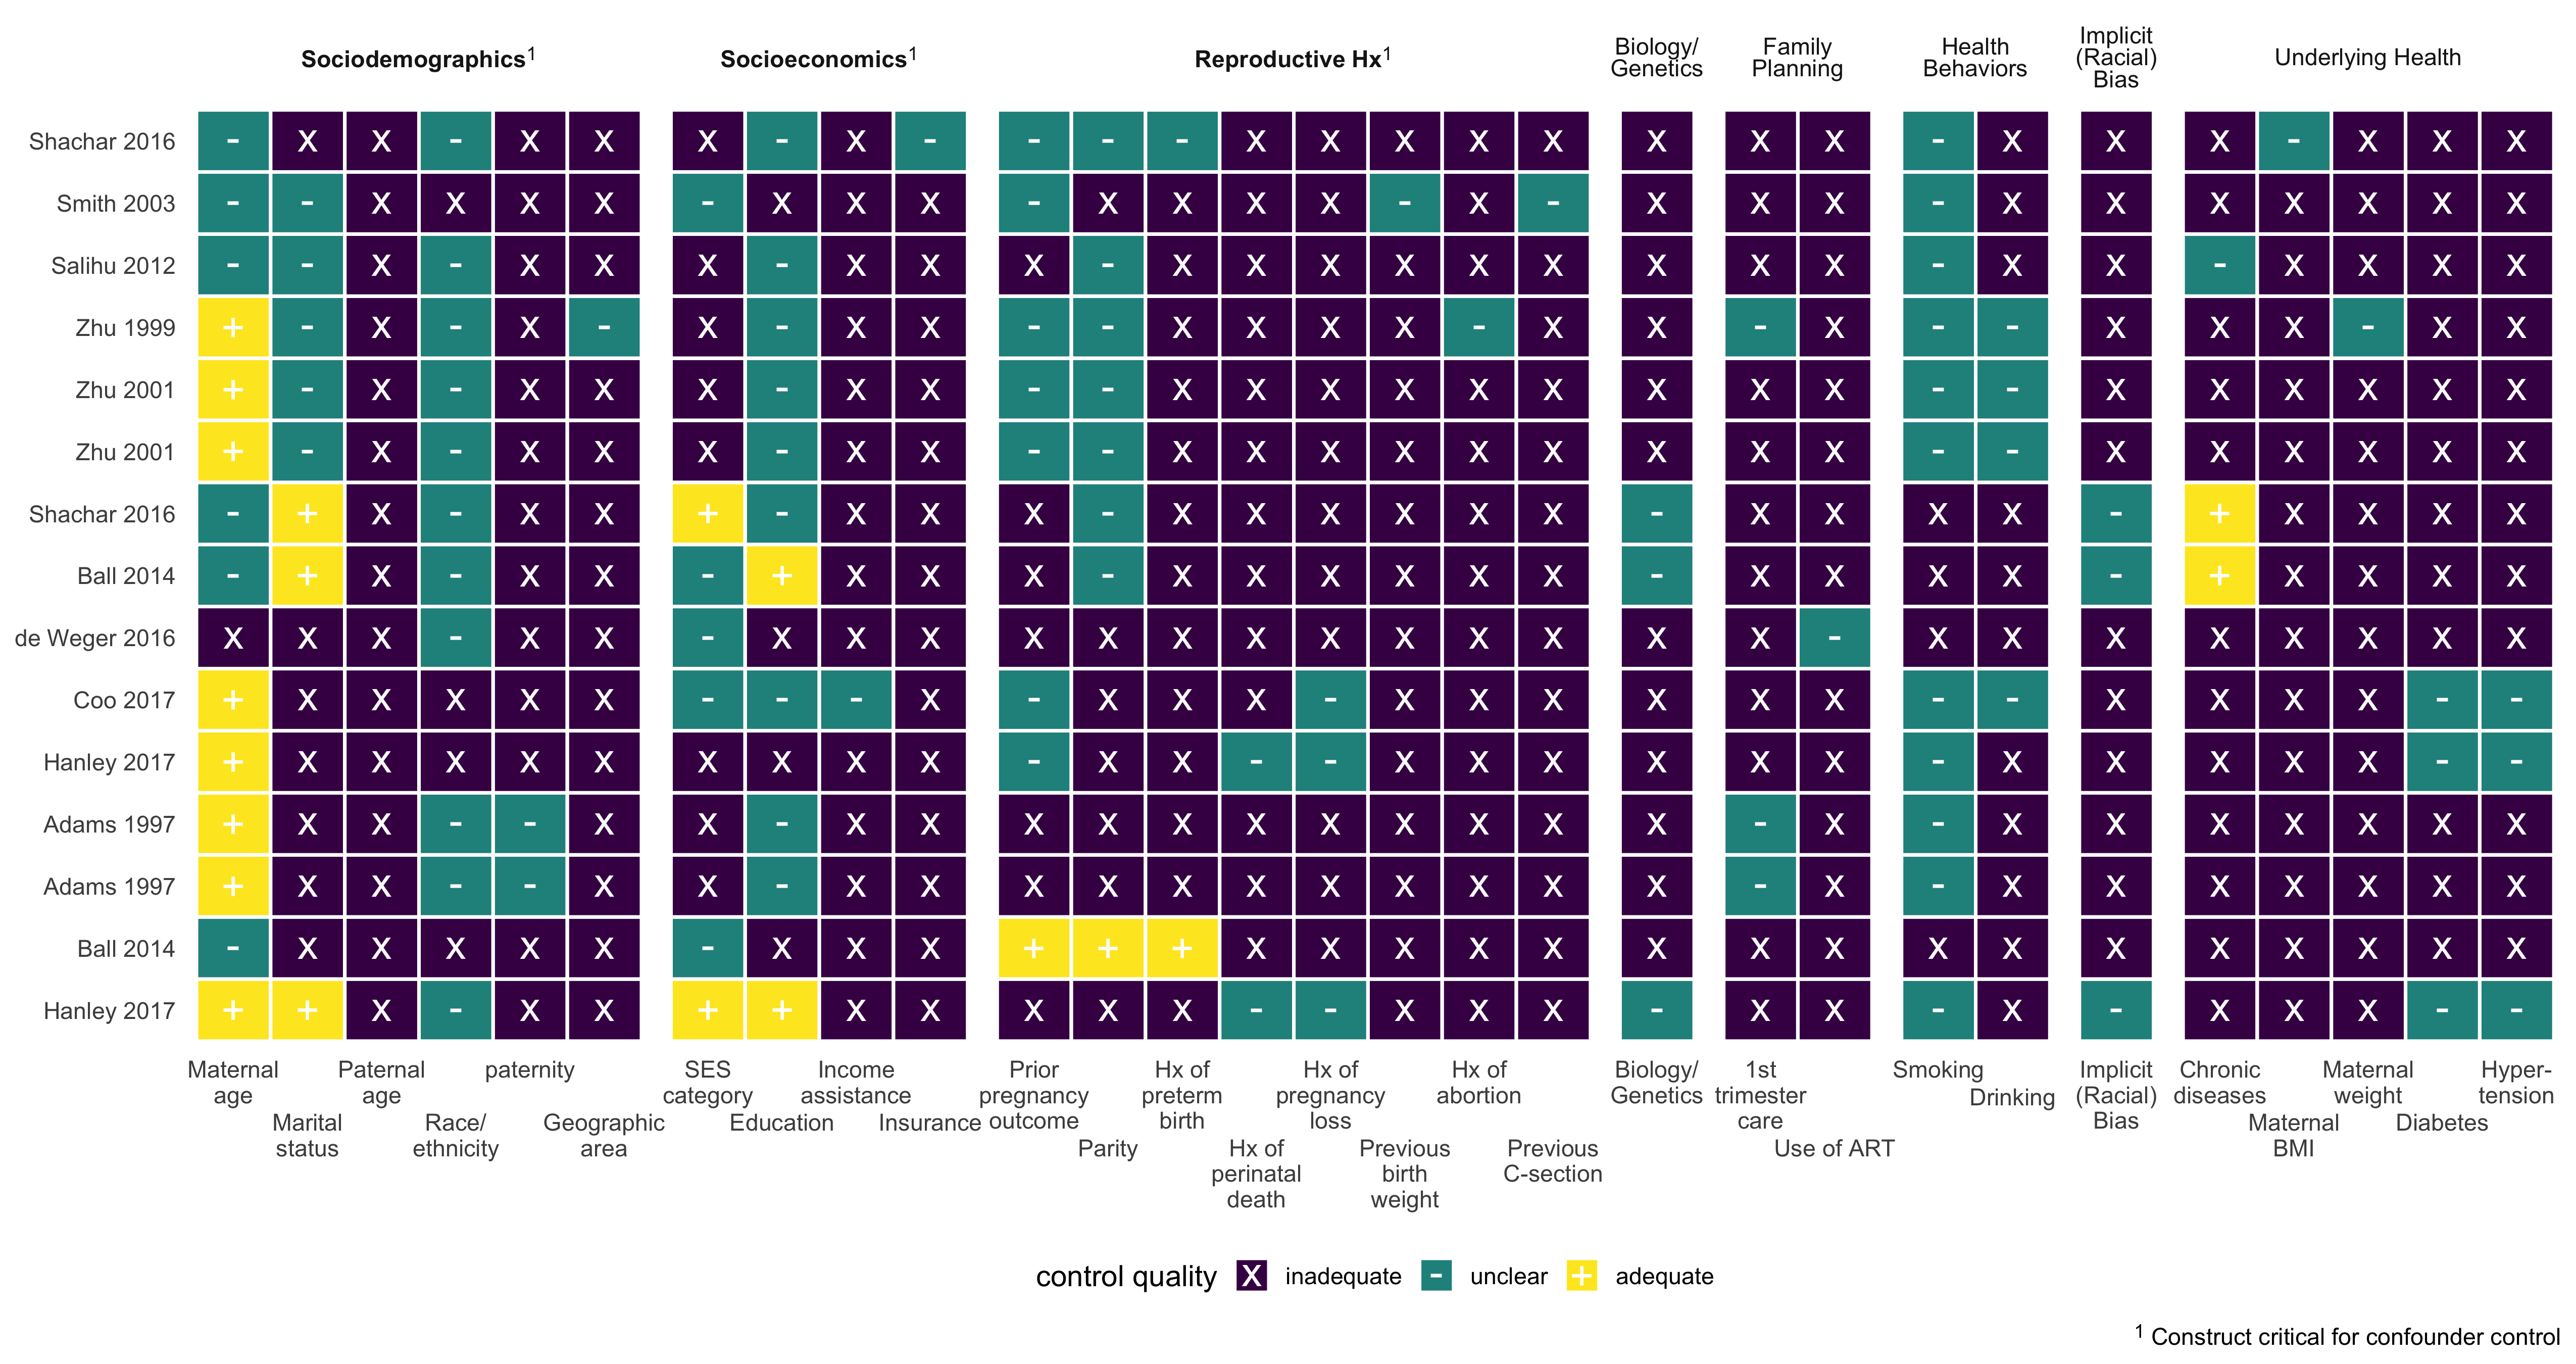 Sociodemographics1 Socioeconomics1 Reproductive Hx1 Biology/ Genetics Family Planning Health Behaviors Implicit (Racial) Bias Underlying Health
Shachar 2016 - X X - X X X - X - - - - X X X X X X X X - X X X - X X X
Smith 2003 - - X X X X - X X X - X X X X - X - X X X - X X X X X X X
Salihu 2012 - - X - X X X - X X X - X X X X X X X X X - X X - X X X X
Zhu 1999 + - X - X - X - X X - - X X X X - X X - X - - X X X - X X
Zhu 2001 + - X - X X X - X X - - X X X X X X X X X - - X X X X X X
Zhu 2001 + - X - X X X - X X - - X X X X X X X X X - - X X X X X X
Shachar 2016 - + X - X X + - X X X - X X X X X X - X X X X - + X X X X
Ball 2014 - + X - X X - + X X X - X X X X X X - X X X X - + X X X X
de Weger 2016 X X X - X X - X X X X X X X X X X X X X - X X X X X X X X
Coo 2017 + X X X X X - - - X - X X X - X X X X X X - - X X X X - -
Hanley 2017 + X X X X X X X X X - X X - - X X X X X X - X X X X X - -
Adams 1997 + X X - - X X - X X X X X X X X X X X - X - X X X X X X X
Adams 1997 + X X - - X X - X X X X X X X X X X X - X - X X X X X X X
Ball 2014 - X X X X X - X X X + + + X X X X X X X X X X X X X X X X
Hanley 2017 + + X - X X + + X X X X X - - X X X - X X - X - X X X - -
Maternal age
Marital status
Paternal age
Race/ ethnicity
paternity
Geographic area
SES category
Education
Income assistance
Insurance
Prior pregnancy outcome
Parity
Hx of preterm birth
Hx of perinatal death
Hx of pregnancy loss
Previous birth weight
Hx of abortion
Previous C-section
Biology/ Genetics
1st trimester care
Use of ART
Smoking
Drinking
Implicit (Racial) Bias
Chronic diseases
Maternal BMI
Maternal weight
Diabetes
Hyper- tension
control quality X inadequate - unclear + adequate
1 Construct critical for confounder control